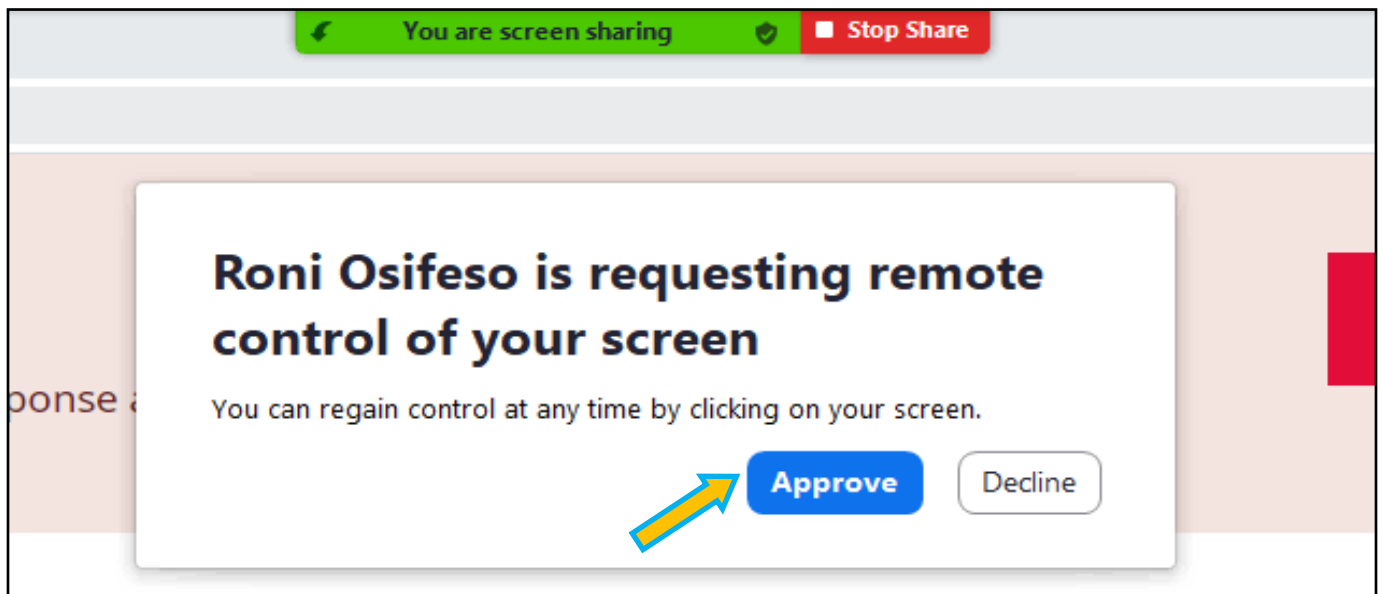 You are screen sharing
Stop Share
Roni Osifeso is requesting remote
control of your screen
ponse a
You can regain control at any time by clicking on your screen.
Approve
Decline